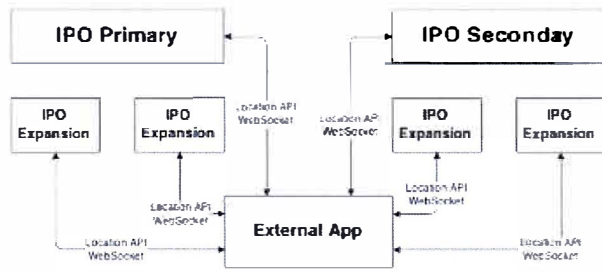 IPO Primary
IPO Seconday
Location API
WebSocket
Location API
WebSocket
IPO
Expansion
IPO
Expansion
IPO
Expansion
IPO
Expansion
Location API
WebSocket
Location API
WebSocket
External App
Location API
WebSocket
Location API
WebSocket